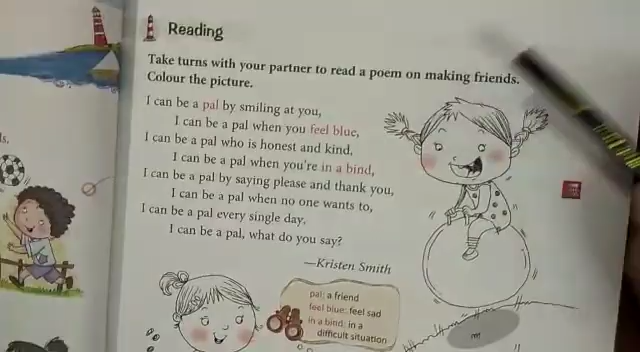 Reading
Take turns with your partner to read a poem on making friends.
Colour the picture.
I can be a pal by smiling at you,
I can be a pal when you feel blue,
I can be a pal who is honest and kind,
I can be a pal when you're in a bind,
I can be a pal by saying please and thank you,
I can be a pal when no one wants to,
I can be a pal every single day.
I can be a pal, what do you say?
—Kristen Smith
pal: a friend
feel blue: feel sad
in a bind: in a
difficult situation